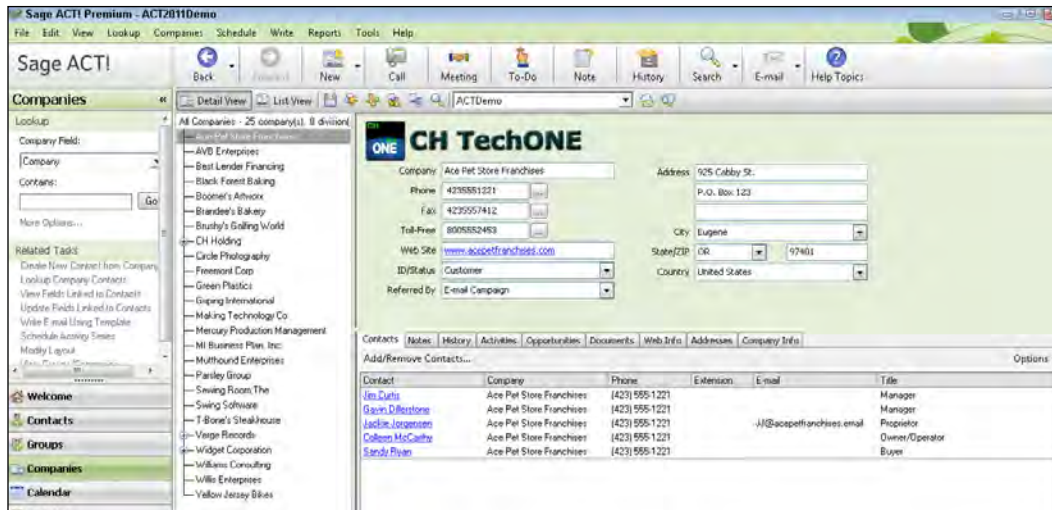 Sage ACT! Premium - ACT2011Demo
File Edit View Lookup Companies Schedule Write Reports Tools Help
Sage ACT!
Back
New
Call
Meeting
To-Do
Note
History
Search
E-mail
Help Topics
Companies
Detail View
List View
ACTDemo
Lookup
Company Field:
Company
Contains:
Go
More Options...
Related Tasks
Create New Contact from Company
Lookup Company Contacts
View Fields Linked to Contacts
Update Fields Linked to Contacts
Write E-mail Using Template
Schedule Activity Series
Modify Layout
Welcome
Contacts
Groups
Companies
Calendar
All Companies - 25 company(s), 8 division(
Ace Pet Store Franchises
AVB Enterprises
Best Lender Financing
Black Forest Baking
Boomer's Artworx
Brandee's Bakery
Brushy's Golfing World
CH Holding
Circle Photography
Freemont Corp
Green Plastics
Griping International
Making Technology Co
Mercury Production Management
MI Business Plan, Inc.
Mutthound Enterprises
Parsley Group
Sewing Room, The
Swing Software
T-Bone's Steakhouse
Verge Records
Widget Corporation
Williams Consulting
Willis Enterprises
Yellow Jersey Bikes
CH
ONE
CH TechONE
Company Ace Pet Store Franchises
Phone 4235551221
Fax 4235557412
Toll-Free 8005552453
Web Site www.acepetfranchises.com
ID/Status Customer
Referred By E-mail Campaign
Address 925 Cabby St.
P.O. Box 123
City Eugene
State/ZIP OR 97401
Country United States
Contacts Notes History Activities Opportunities Documents Web Info Addresses Company Info
Add/Remove Contacts... Options
Contact Company Phone Extension E-mail Title
Jim Curtis Ace Pet Store Franchises (423) 555-1221 Manager
Gavin Dillerstone Ace Pet Store Franchises (423) 555-1221 Manager
Jackie Jorgensen Ace Pet Store Franchises (423) 555-1221 -JJ@acepetfranchises.email Proprietor
Colleen McCarthy Ace Pet Store Franchises (423) 555-1221 Owner/Operator
Sandy Ryan Ace Pet Store Franchises (423) 555-1221 Buyer